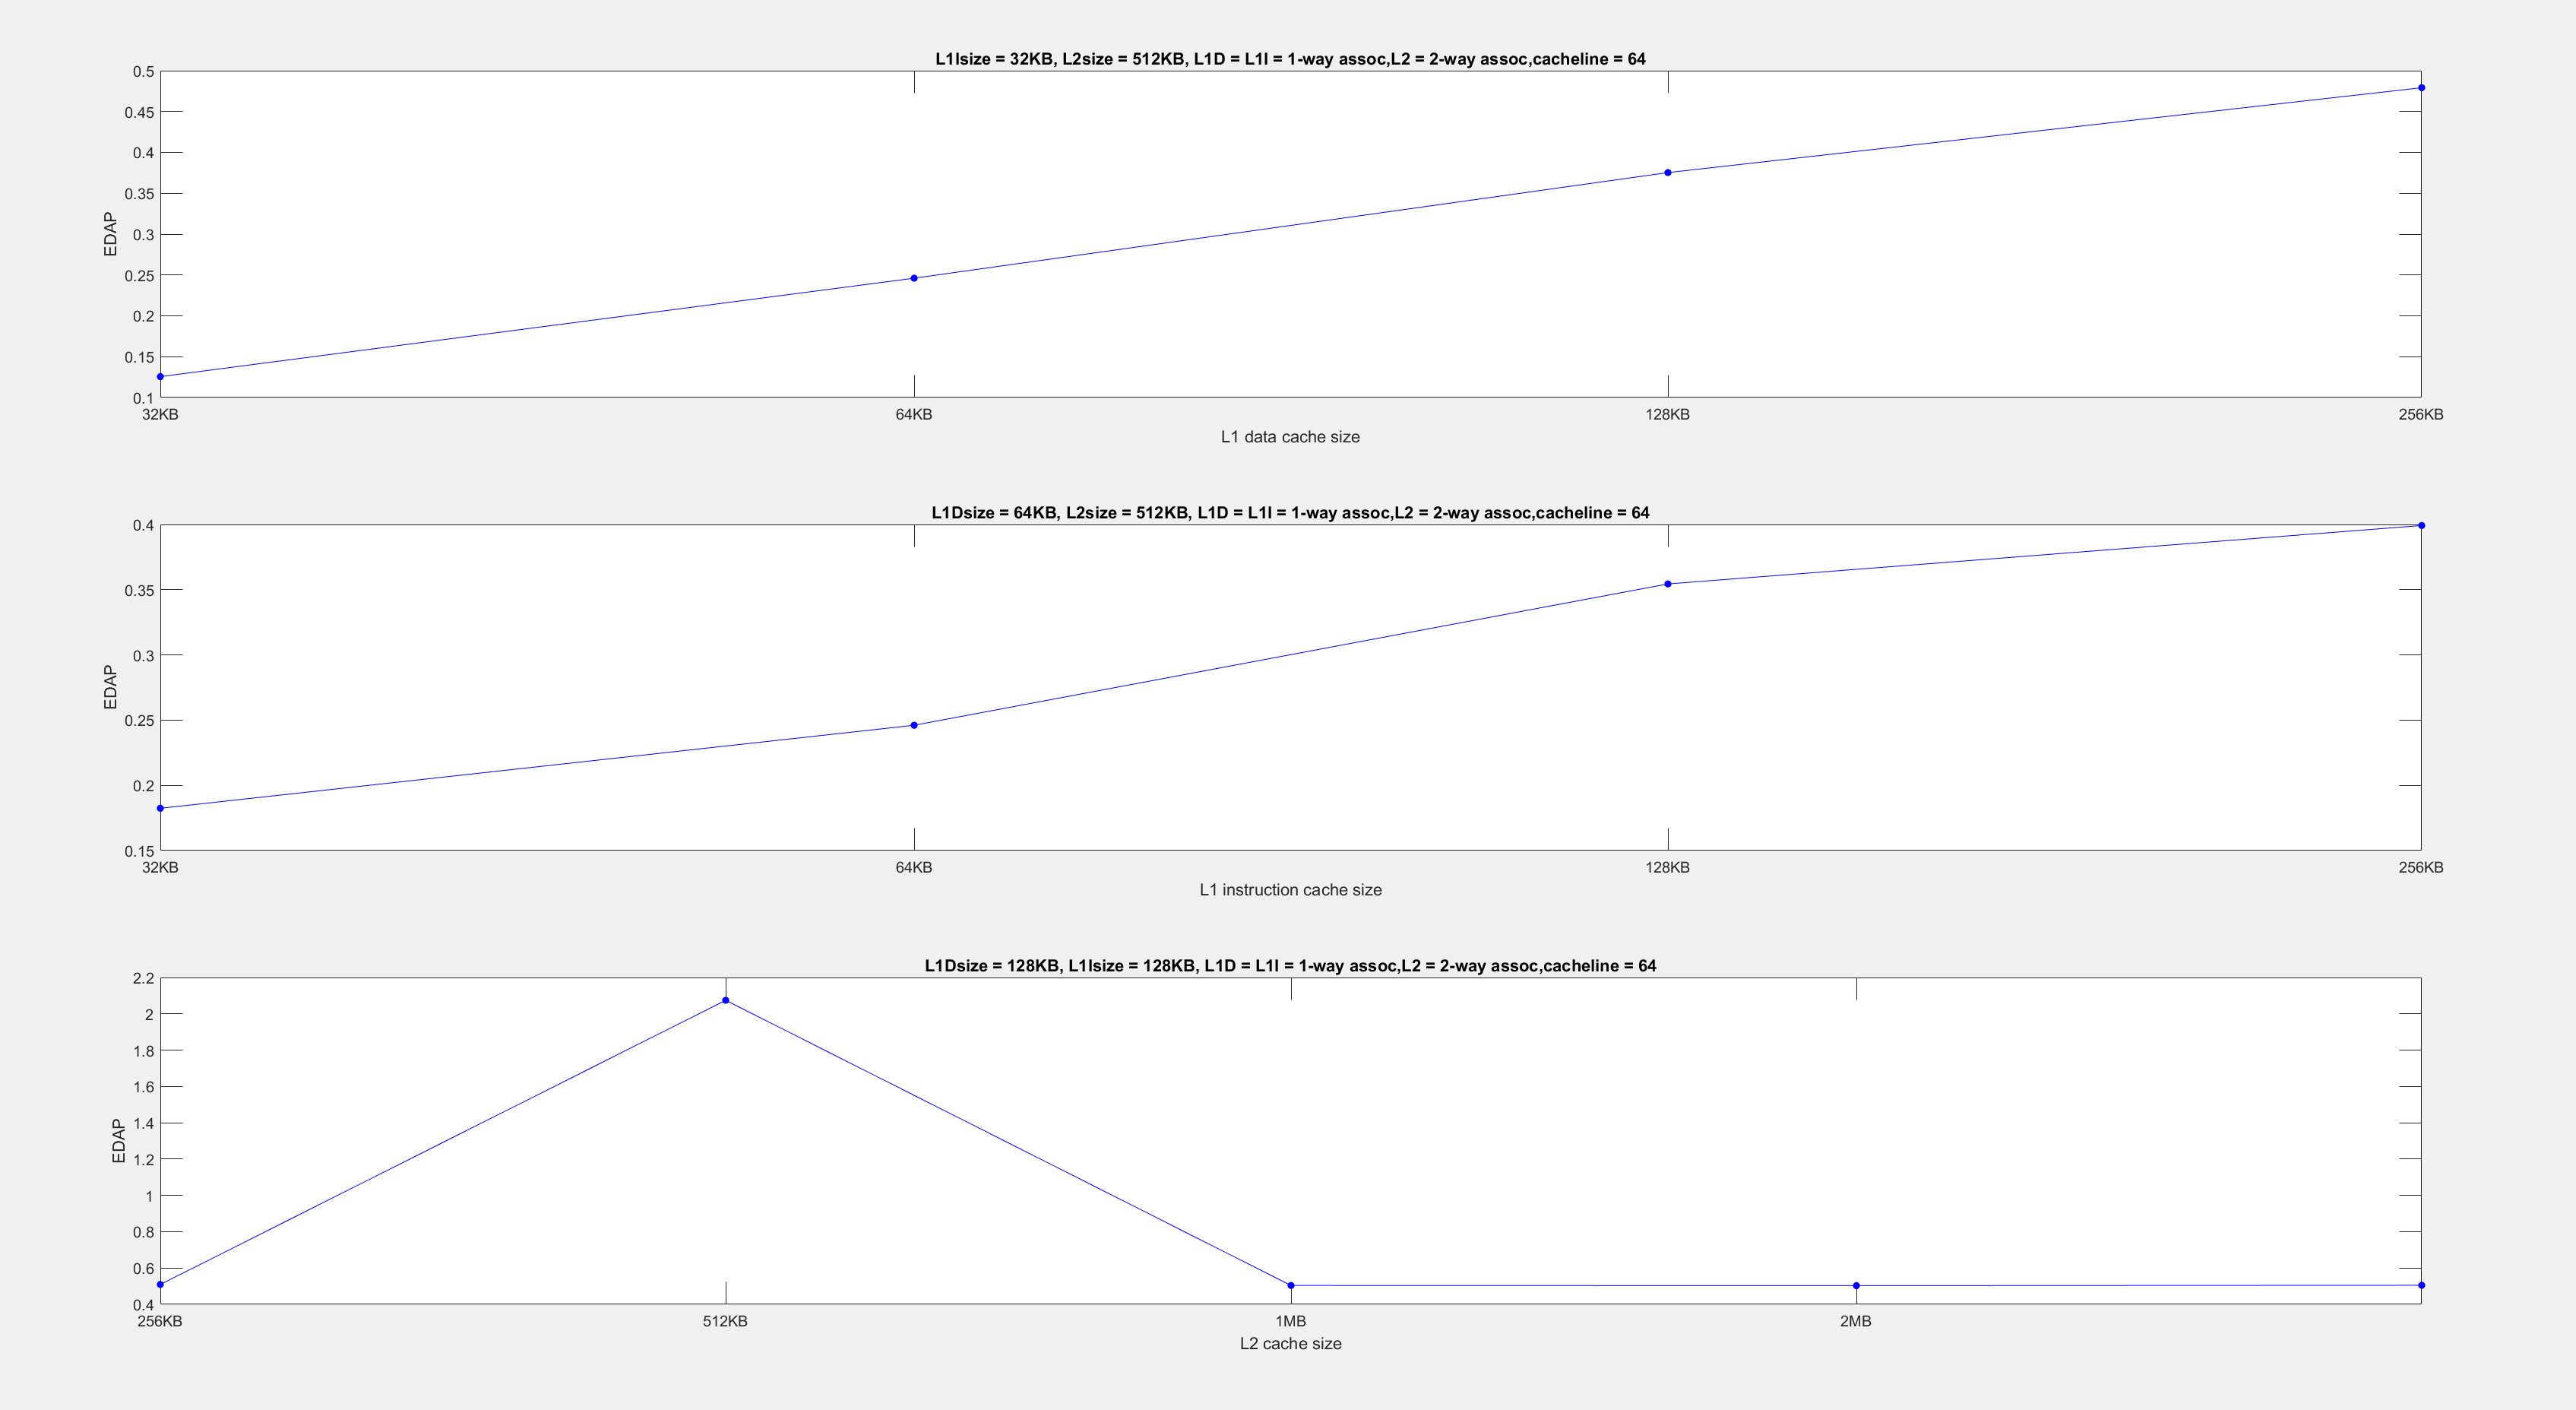 L1Isize = 32KB, L2size = 512KB, L1D = L1I = 1-way assoc,L2 = 2-way assoc,cacheline = 64
0.5
0.45
0.4
0.35
0.3
0.25
0.2
0.15
0.1
EDAP
32KB 64KB 128KB 256KB
L1 data cache size
L1Dsize = 64KB, L2size = 512KB, L1D = L1I = 1-way assoc,L2 = 2-way assoc,cacheline = 64
0.4
0.35
0.3
0.25
0.2
0.15
EDAP
32KB 64KB 128KB 256KB
L1 instruction cache size
L1Dsize = 128KB, L1Isize = 128KB, L1D = L1I = 1-way assoc,L2 = 2-way assoc,cacheline = 64
2.2
2
1.8
1.6
1.4
1.2
1
0.8
0.6
0.4
EDAP
256KB 512KB 1MB 2MB
L2 cache size